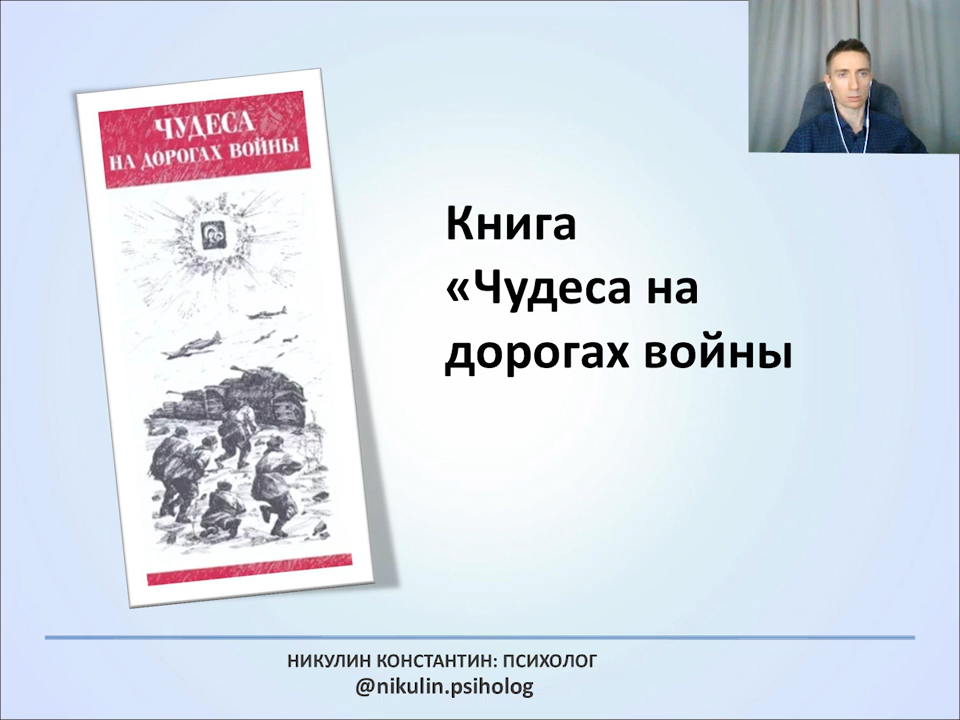 ЧУДЕСА
НА ДОРОГАХ ВОЙНЫ
Книга
«Чудеса на
дорогах войны
НИКУЛИН КОНСТАНТИН: ПСИХОЛОГ
@nikulin.psiholog